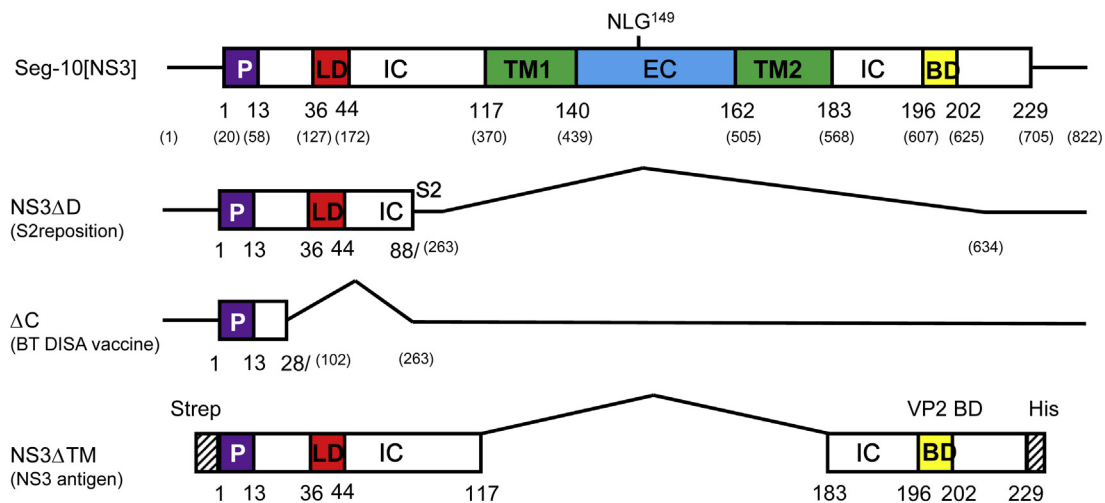 NLG149
Seg-10[NS3] P LD IC TM1 EC TM2 IC BD
1 13 36 44 117 140 162 183 196 202 229
(1) (20) (58) (127) (172) (370) (439) (505) (568) (607) (625) (705) (822)
S2
NS3ΔD P LD IC
(S2reposition)
1 13 36 44 88/ (263) (634)
ΔC P
(BT DISA vaccine)
1 13 28/ (102) (263)
Strep VP2 BD His
NS3ΔTM P LD IC IC BD
(NS3 antigen)
1 13 36 44 117 183 196 202 229